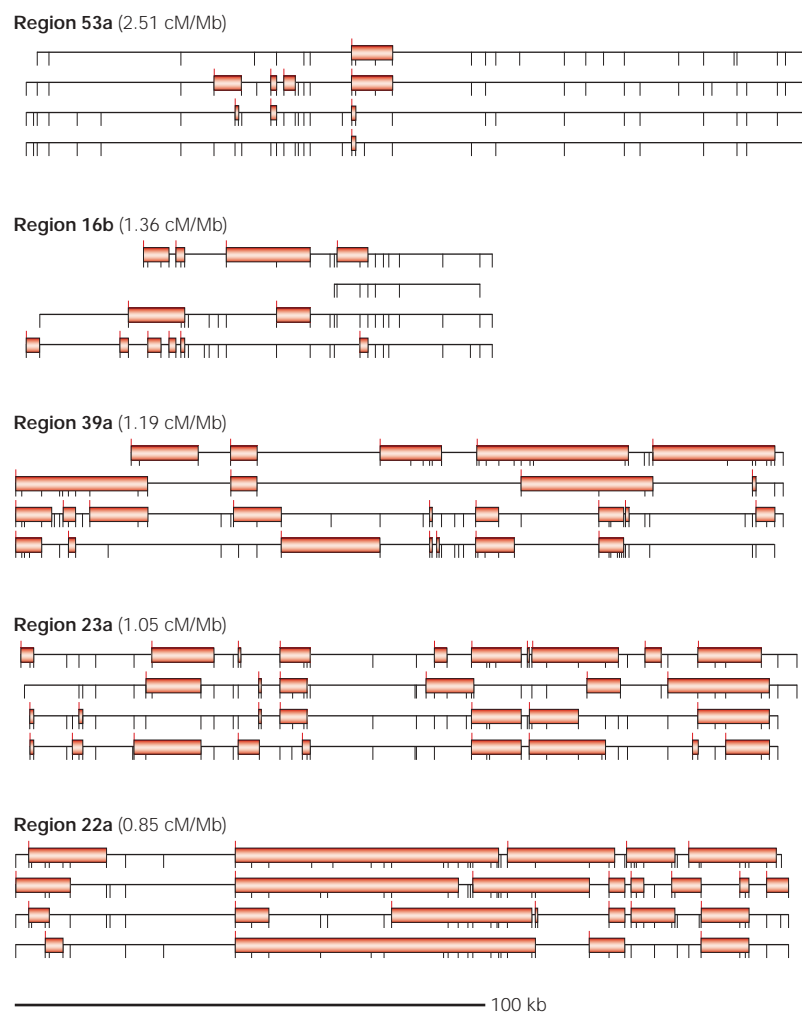 Region 53a (2.51 cM/Mb)
Region 16b (1.36 cM/Mb)
Region 39a (1.19 cM/Mb)
Region 23a (1.05 cM/Mb)
Region 22a (0.85 cM/Mb)
100 kb